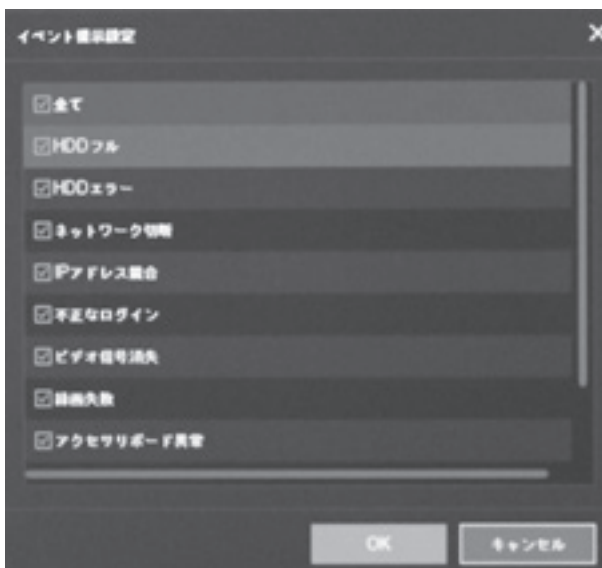 イベント提示設定
全て
HDDフル
HDDエラー
ネットワーク切断
IPアドレス競合
不正なログイン
ビデオ信号消失
録画失敗
アクセサリボード異常
OK
キャンセル